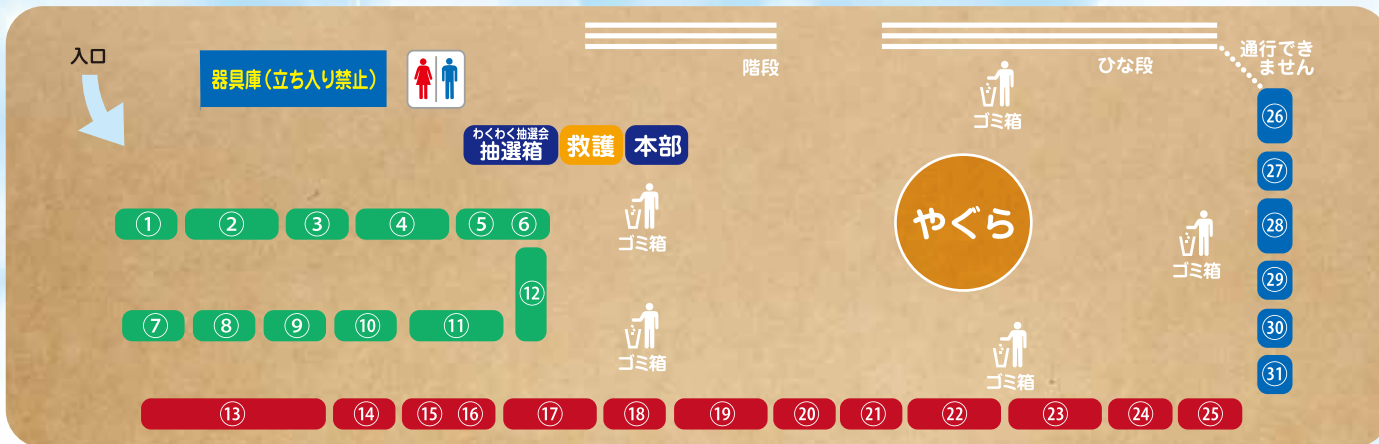 入口
器具庫(立ち入り禁止)
階段
ひな段
通行でき
ません
ゴミ箱
わくわく抽選会
抽選箱
救護
本部
やぐら
ゴミ箱
ゴミ箱
ゴミ箱
ゴミ箱
① ② ③ ④ ⑤ ⑥
⑦ ⑧ ⑨ ⑩ ⑪ ⑫
⑬ ⑭ ⑮ ⑯ ⑰ ⑱ ⑲ ⑳ ㉑ ㉒ ㉓ ㉔ ㉕
㉖
㉗
㉘
㉙
㉚
㉛